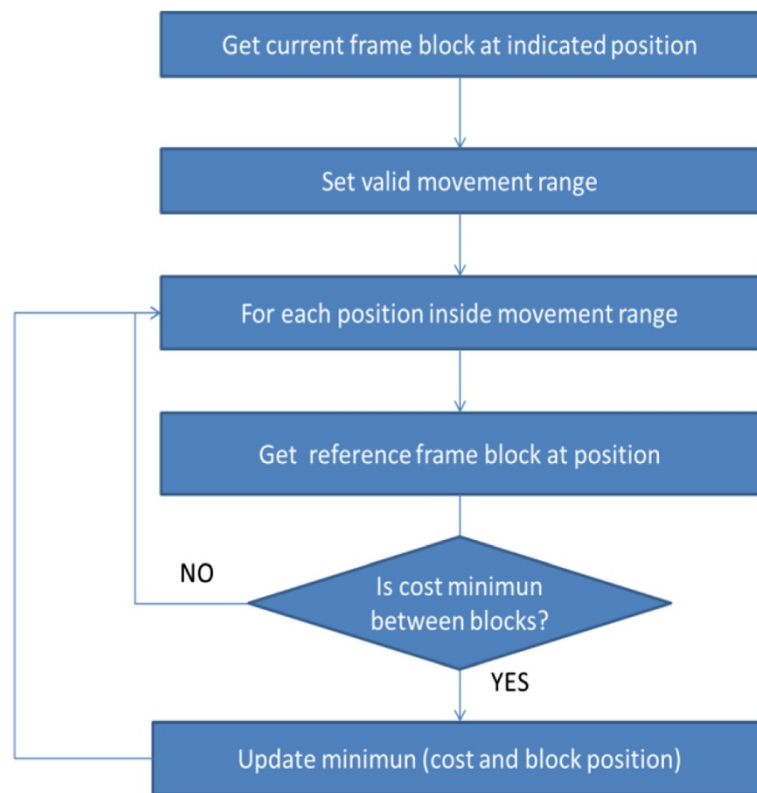 Get current frame block at indicated position
Set valid movement range
For each position inside movement range
Get reference frame block at position
NO
Is cost minimun
between blocks?
YES
Update minimun (cost and block position)